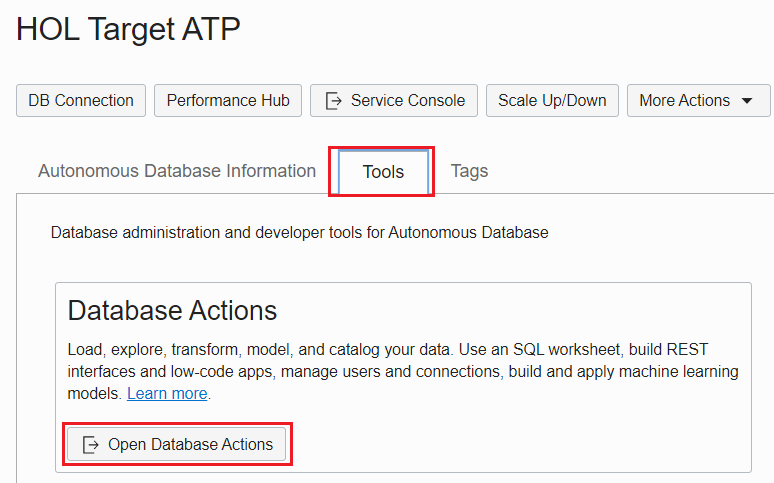 HOL Target ATP
DB Connection
Performance Hub
Service Console
Scale Up/Down
More Actions
Autonomous Database Information
Tools
Tags
Database administration and developer tools for Autonomous Database
Database Actions
Load, explore, transform, model, and catalog your data. Use an SQL worksheet, build REST
interfaces and low-code apps, manage users and connections, build and apply machine learning
models. Learn more.
Open Database Actions